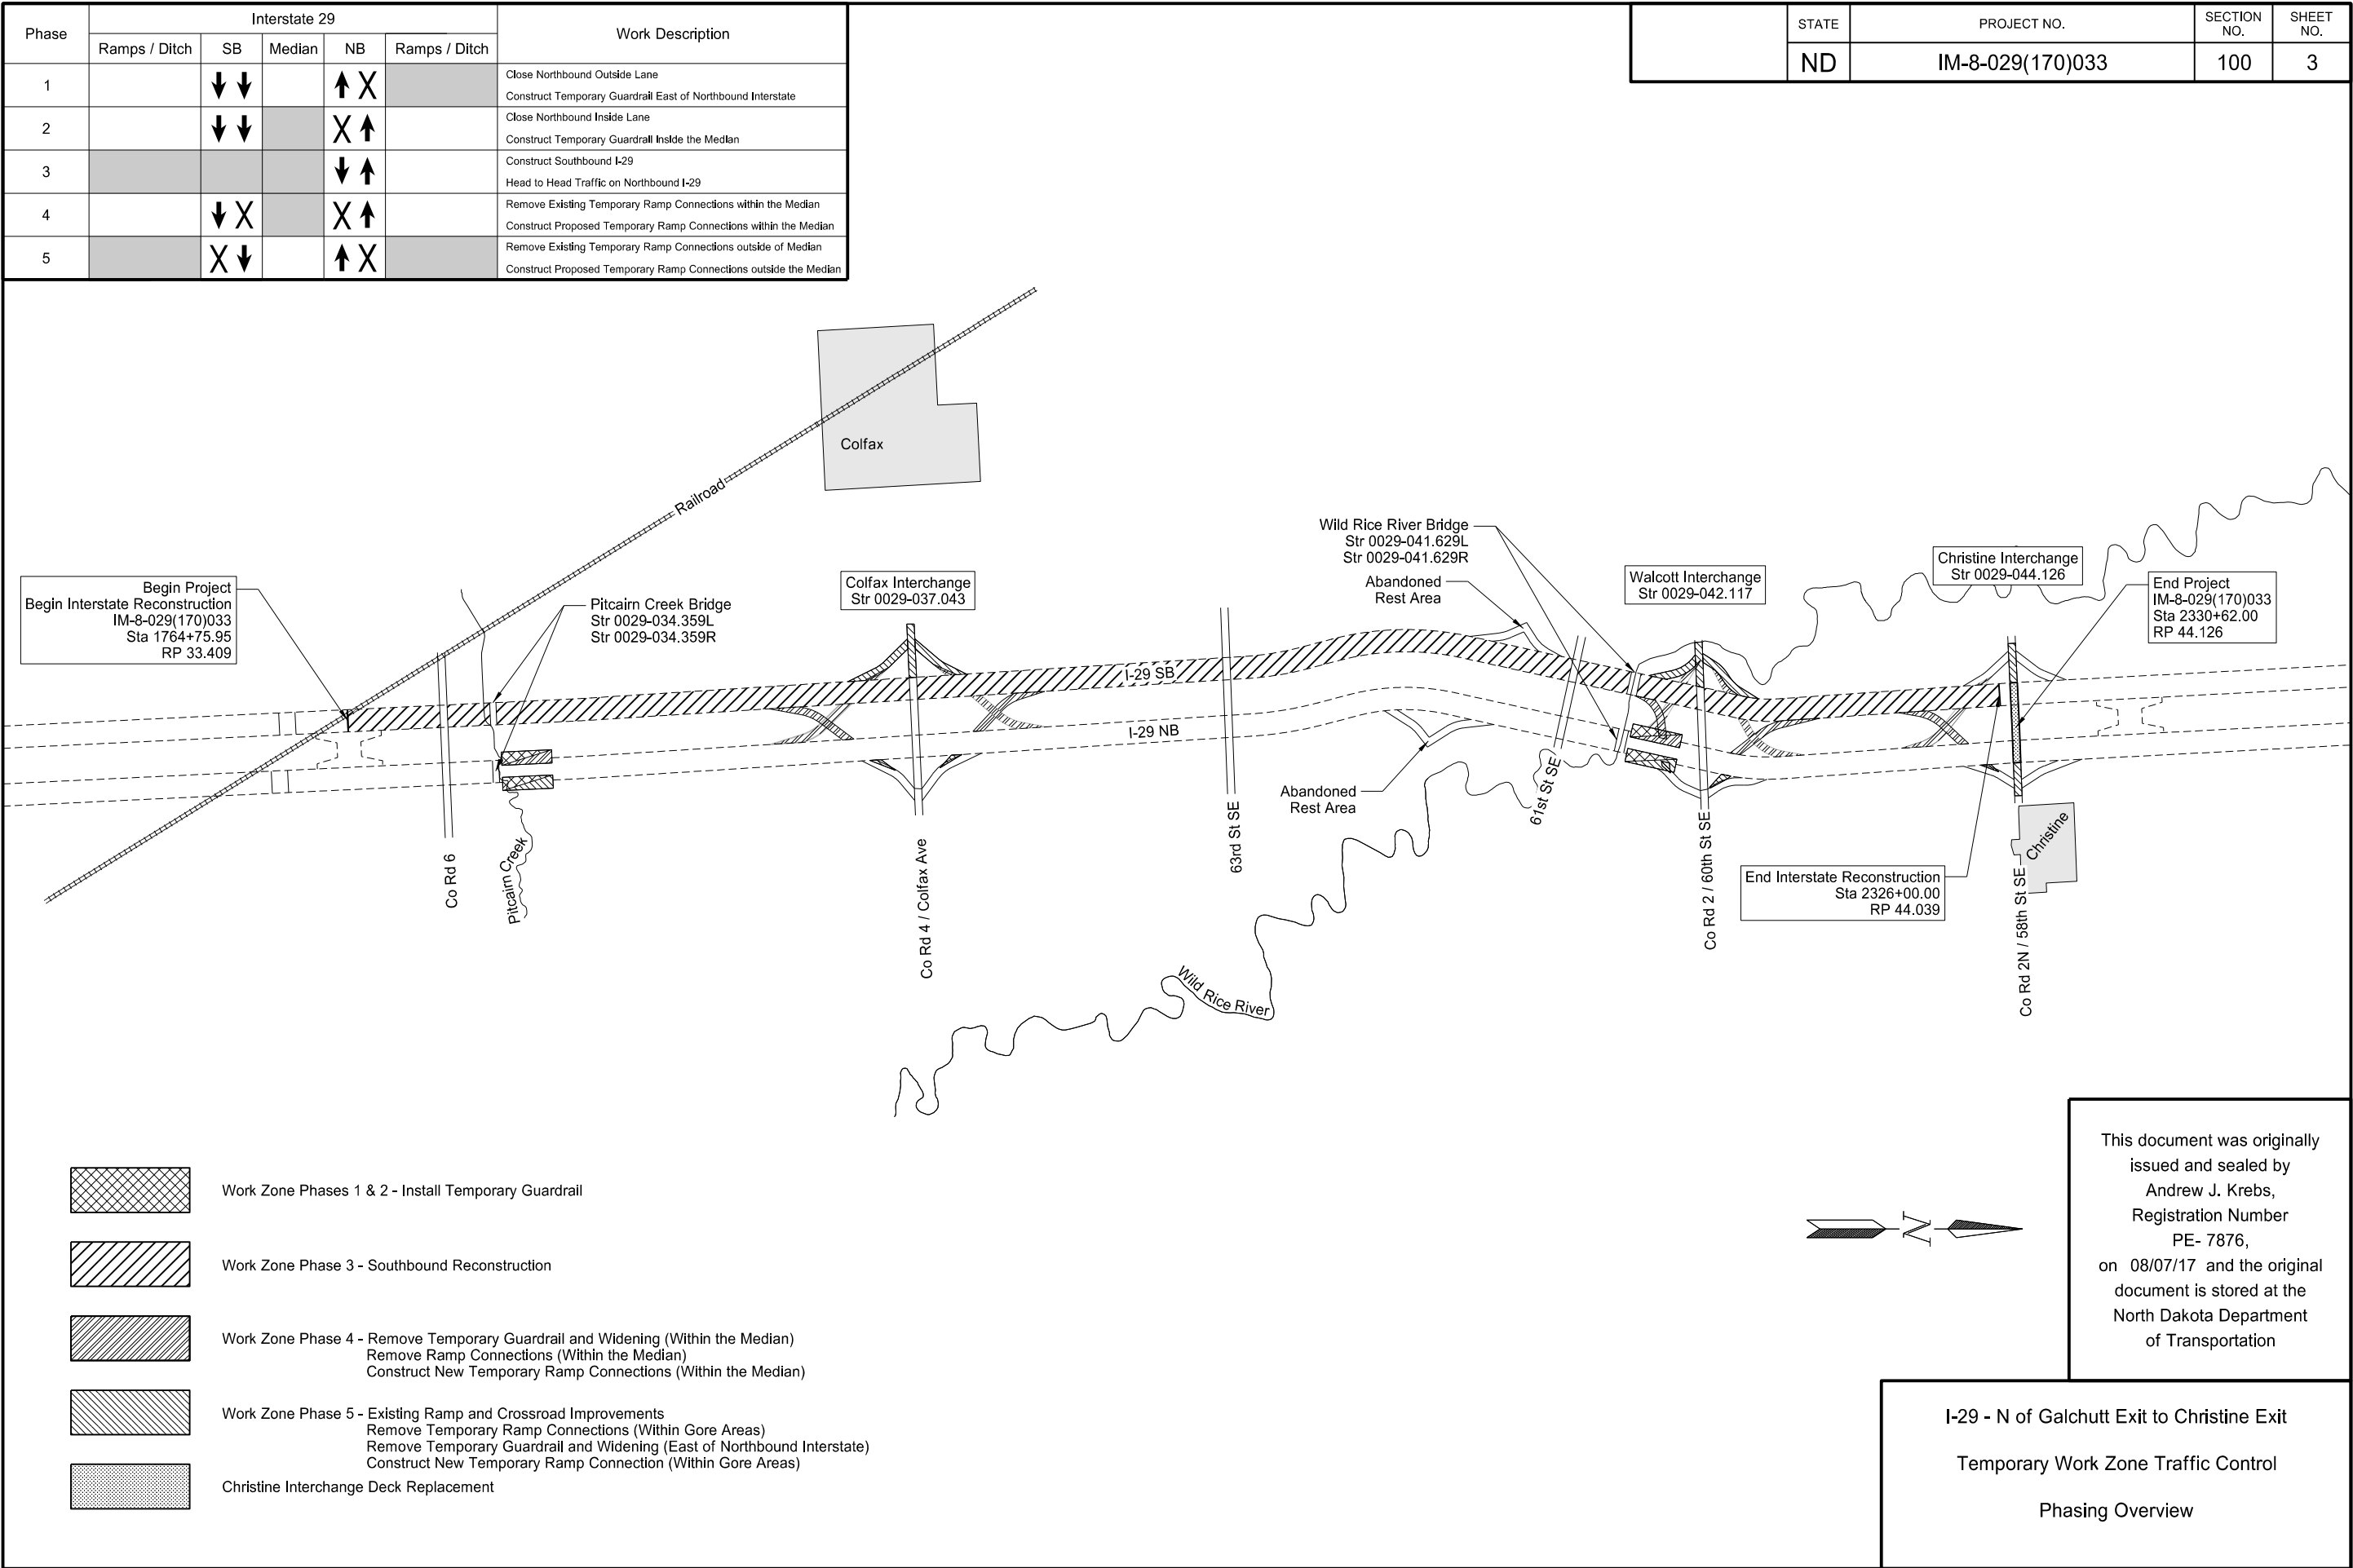 Phase
Interstate 29
Ramps / Ditch
SB
Median
NB
Ramps / Ditch
Work Description
1
X
Close Northbound Outside Lane
Construct Temporary Guardrail East of Northbound Interstate
2
X
Close Northbound Inside Lane
Construct Temporary Guardrail Inside the Median
3
Construct Southbound I-29
Head to Head Traffic on Northbound I-29
4
X
X
Remove Existing Temporary Ramp Connections within the Median
Construct Proposed Temporary Ramp Connections within the Median
5
X
X
Remove Existing Temporary Ramp Connections outside of Median
Construct Proposed Temporary Ramp Connections outside the Median
STATE
PROJECT NO.
SECTION
NO.
SHEET
NO.
ND
IM-8-029(170)033
100
3
Colfax
Railroad
Begin Project
Begin Interstate Reconstruction
IM-8-029(170)033
Sta 1764+75.95
RP 33.409
Pitcairn Creek Bridge
Str 0029-034.359L
Str 0029-034.359R
Colfax Interchange
Str 0029-037.043
Wild Rice River Bridge
Str 0029-041.629L
Str 0029-041.629R
Abandoned
Rest Area
Walcott Interchange
Str 0029-042.117
Christine Interchange
Str 0029-044.126
End Project
IM-8-029(170)033
Sta 2330+62.00
RP 44.126
I-29 SB
I-29 NB
Abandoned
Rest Area
Co Rd 6
Pitcairn Creek
Co Rd 4 / Colfax Ave
63rd St SE
61st St SE
Co Rd 2 / 60th St SE
Co Rd 2N / 58th St SE
Christine
End Interstate Reconstruction
Sta 2326+00.00
RP 44.039
Wild Rice River
Work Zone Phases 1 & 2 - Install Temporary Guardrail
Work Zone Phase 3 - Southbound Reconstruction
Work Zone Phase 4 - Remove Temporary Guardrail and Widening (Within the Median)
Remove Ramp Connections (Within the Median)
Construct New Temporary Ramp Connections (Within the Median)
Work Zone Phase 5 - Existing Ramp and Crossroad Improvements
Remove Temporary Ramp Connections (Within Gore Areas)
Remove Temporary Guardrail and Widening (East of Northbound Interstate)
Construct New Temporary Ramp Connection (Within Gore Areas)
Christine Interchange Deck Replacement
N
This document was originally
issued and sealed by
Andrew J. Krebs,
Registration Number
PE- 7876,
on 08/07/17 and the original
document is stored at the
North Dakota Department
of Transportation
I-29 - N of Galchutt Exit to Christine Exit
Temporary Work Zone Traffic Control
Phasing Overview